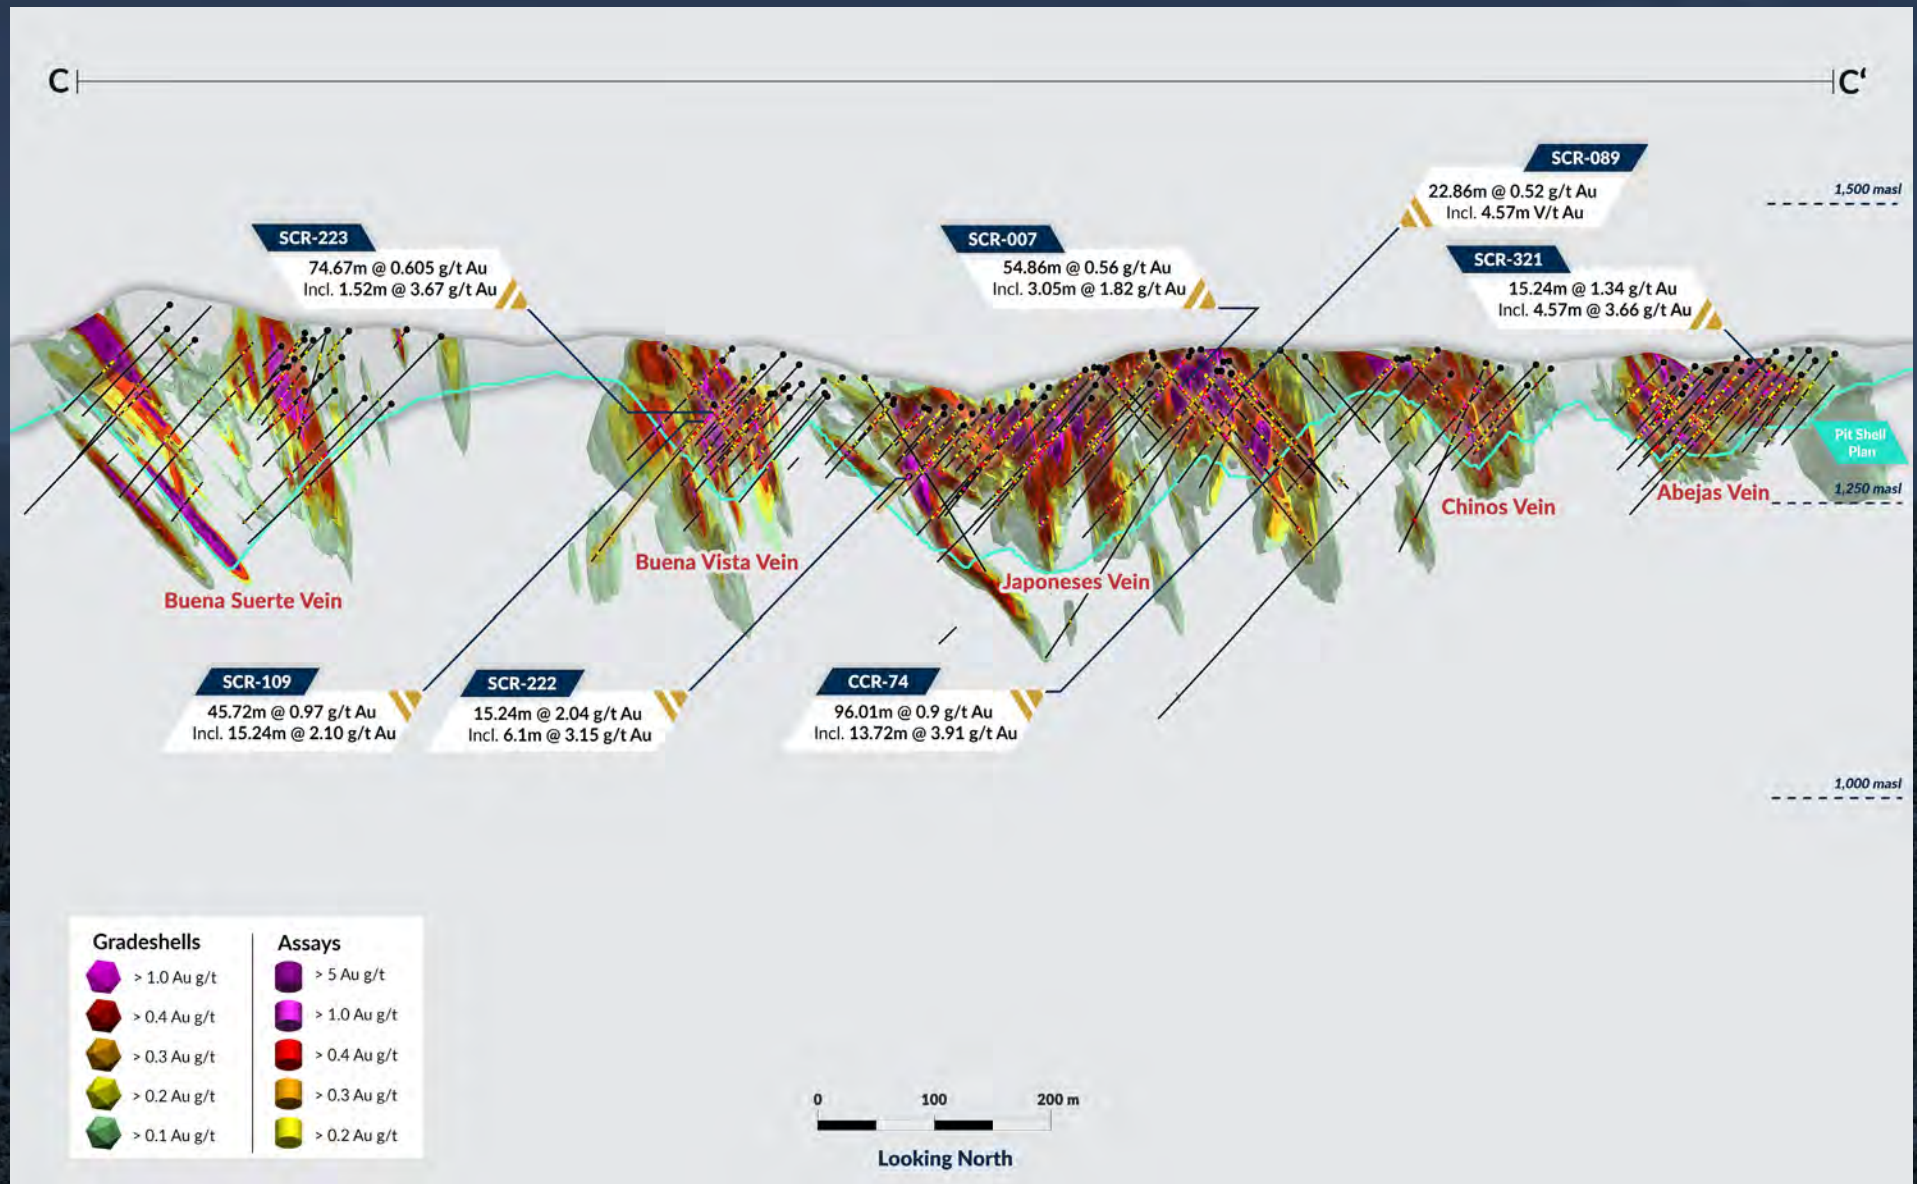 C
C‘
SCR-089
22.86m @ 0.52 g/t Au
Incl. 4.57m V/t Au
1,500 masl
SCR-223
74.67m @ 0.605 g/t Au
Incl. 1.52m @ 3.67 g/t Au
SCR-007
54.86m @ 0.56 g/t Au
Incl. 3.05m @ 1.82 g/t Au
SCR-321
15.24m @ 1.34 g/t Au
Incl. 4.57m @ 3.66 g/t Au
Pit Shell
Plan
1,250 masl
Abejas Vein
Chinos Vein
Buena Vista Vein
Japoneses Vein
Buena Suerte Vein
SCR-109
45.72m @ 0.97 g/t Au
Incl. 15.24m @ 2.10 g/t Au
SCR-222
15.24m @ 2.04 g/t Au
Incl. 6.1m @ 3.15 g/t Au
CCR-74
96.01m @ 0.9 g/t Au
Incl. 13.72m @ 3.91 g/t Au
1,000 masl
Gradeshells
> 1.0 Au g/t
> 0.4 Au g/t
> 0.3 Au g/t
> 0.2 Au g/t
> 0.1 Au g/t
Assays
> 5 Au g/t
> 1.0 Au g/t
> 0.4 Au g/t
> 0.3 Au g/t
> 0.2 Au g/t
0 100 200 m
Looking North